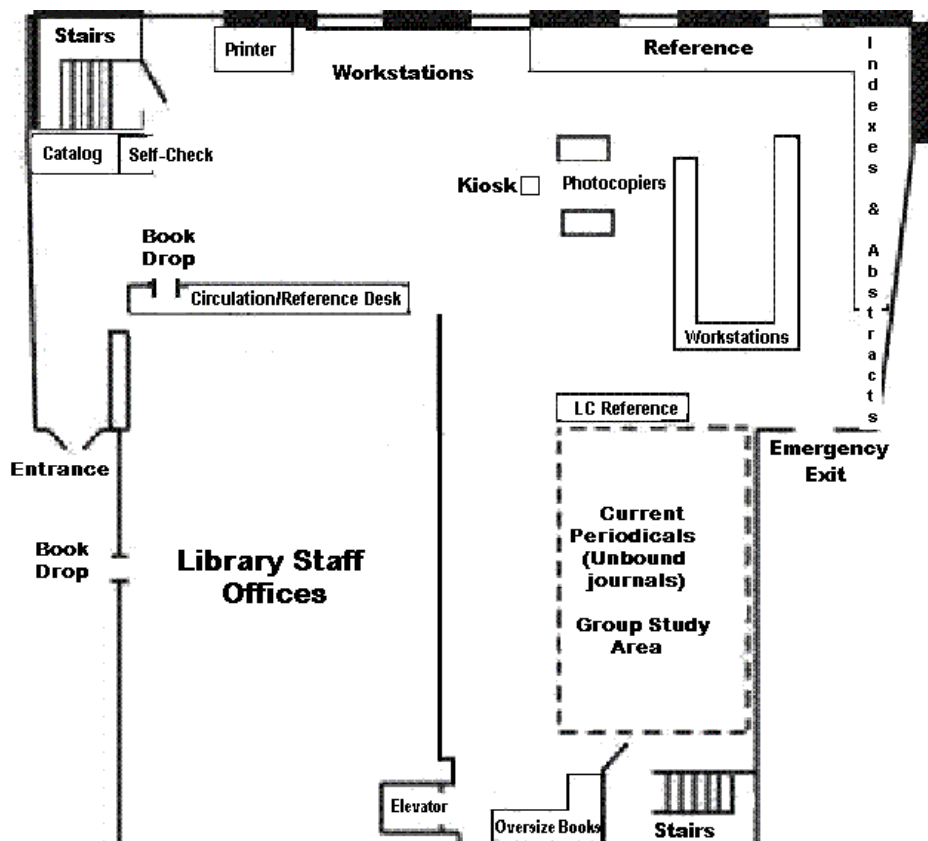 Stairs
Printer
Workstations
Reference
Indexes & Abstracts
Catalog
Self-Check
Kiosk
Photocopiers
Book
Drop
Circulation/Reference Desk
Workstations
LC Reference
Entrance
Emergency
Exit
Current
Periodicals
(Unbound
journals)
Group Study
Area
Book
Drop
Library Staff
Offices
Elevator
Oversize Books
Stairs